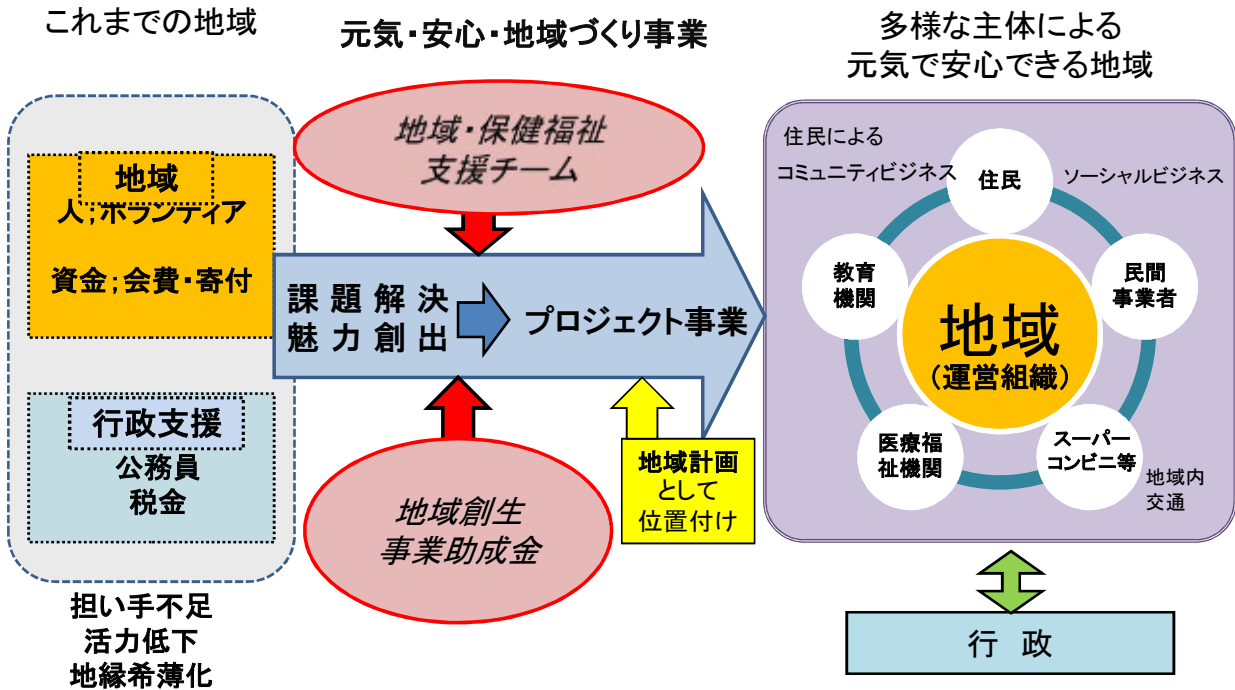 これまでの地域
地域
人;ボランティア
資金;会費・寄付
行政支援
公務員
税金
担い手不足
活力低下
地縁希薄化
元気・安心・地域づくり事業
地域・保健福祉
支援チーム
課題解決
魅力創出
プロジェクト事業
地域創生
事業助成金
地域計画
として
位置付け
多様な主体による
元気で安心できる地域
住民による
コミュニティビジネス
ソーシャルビジネス
住民
教育
機関
民間
事業者
地域
(運営組織)
医療福
祉機関
スーパー
コンビニ等
地域内
交通
行 政